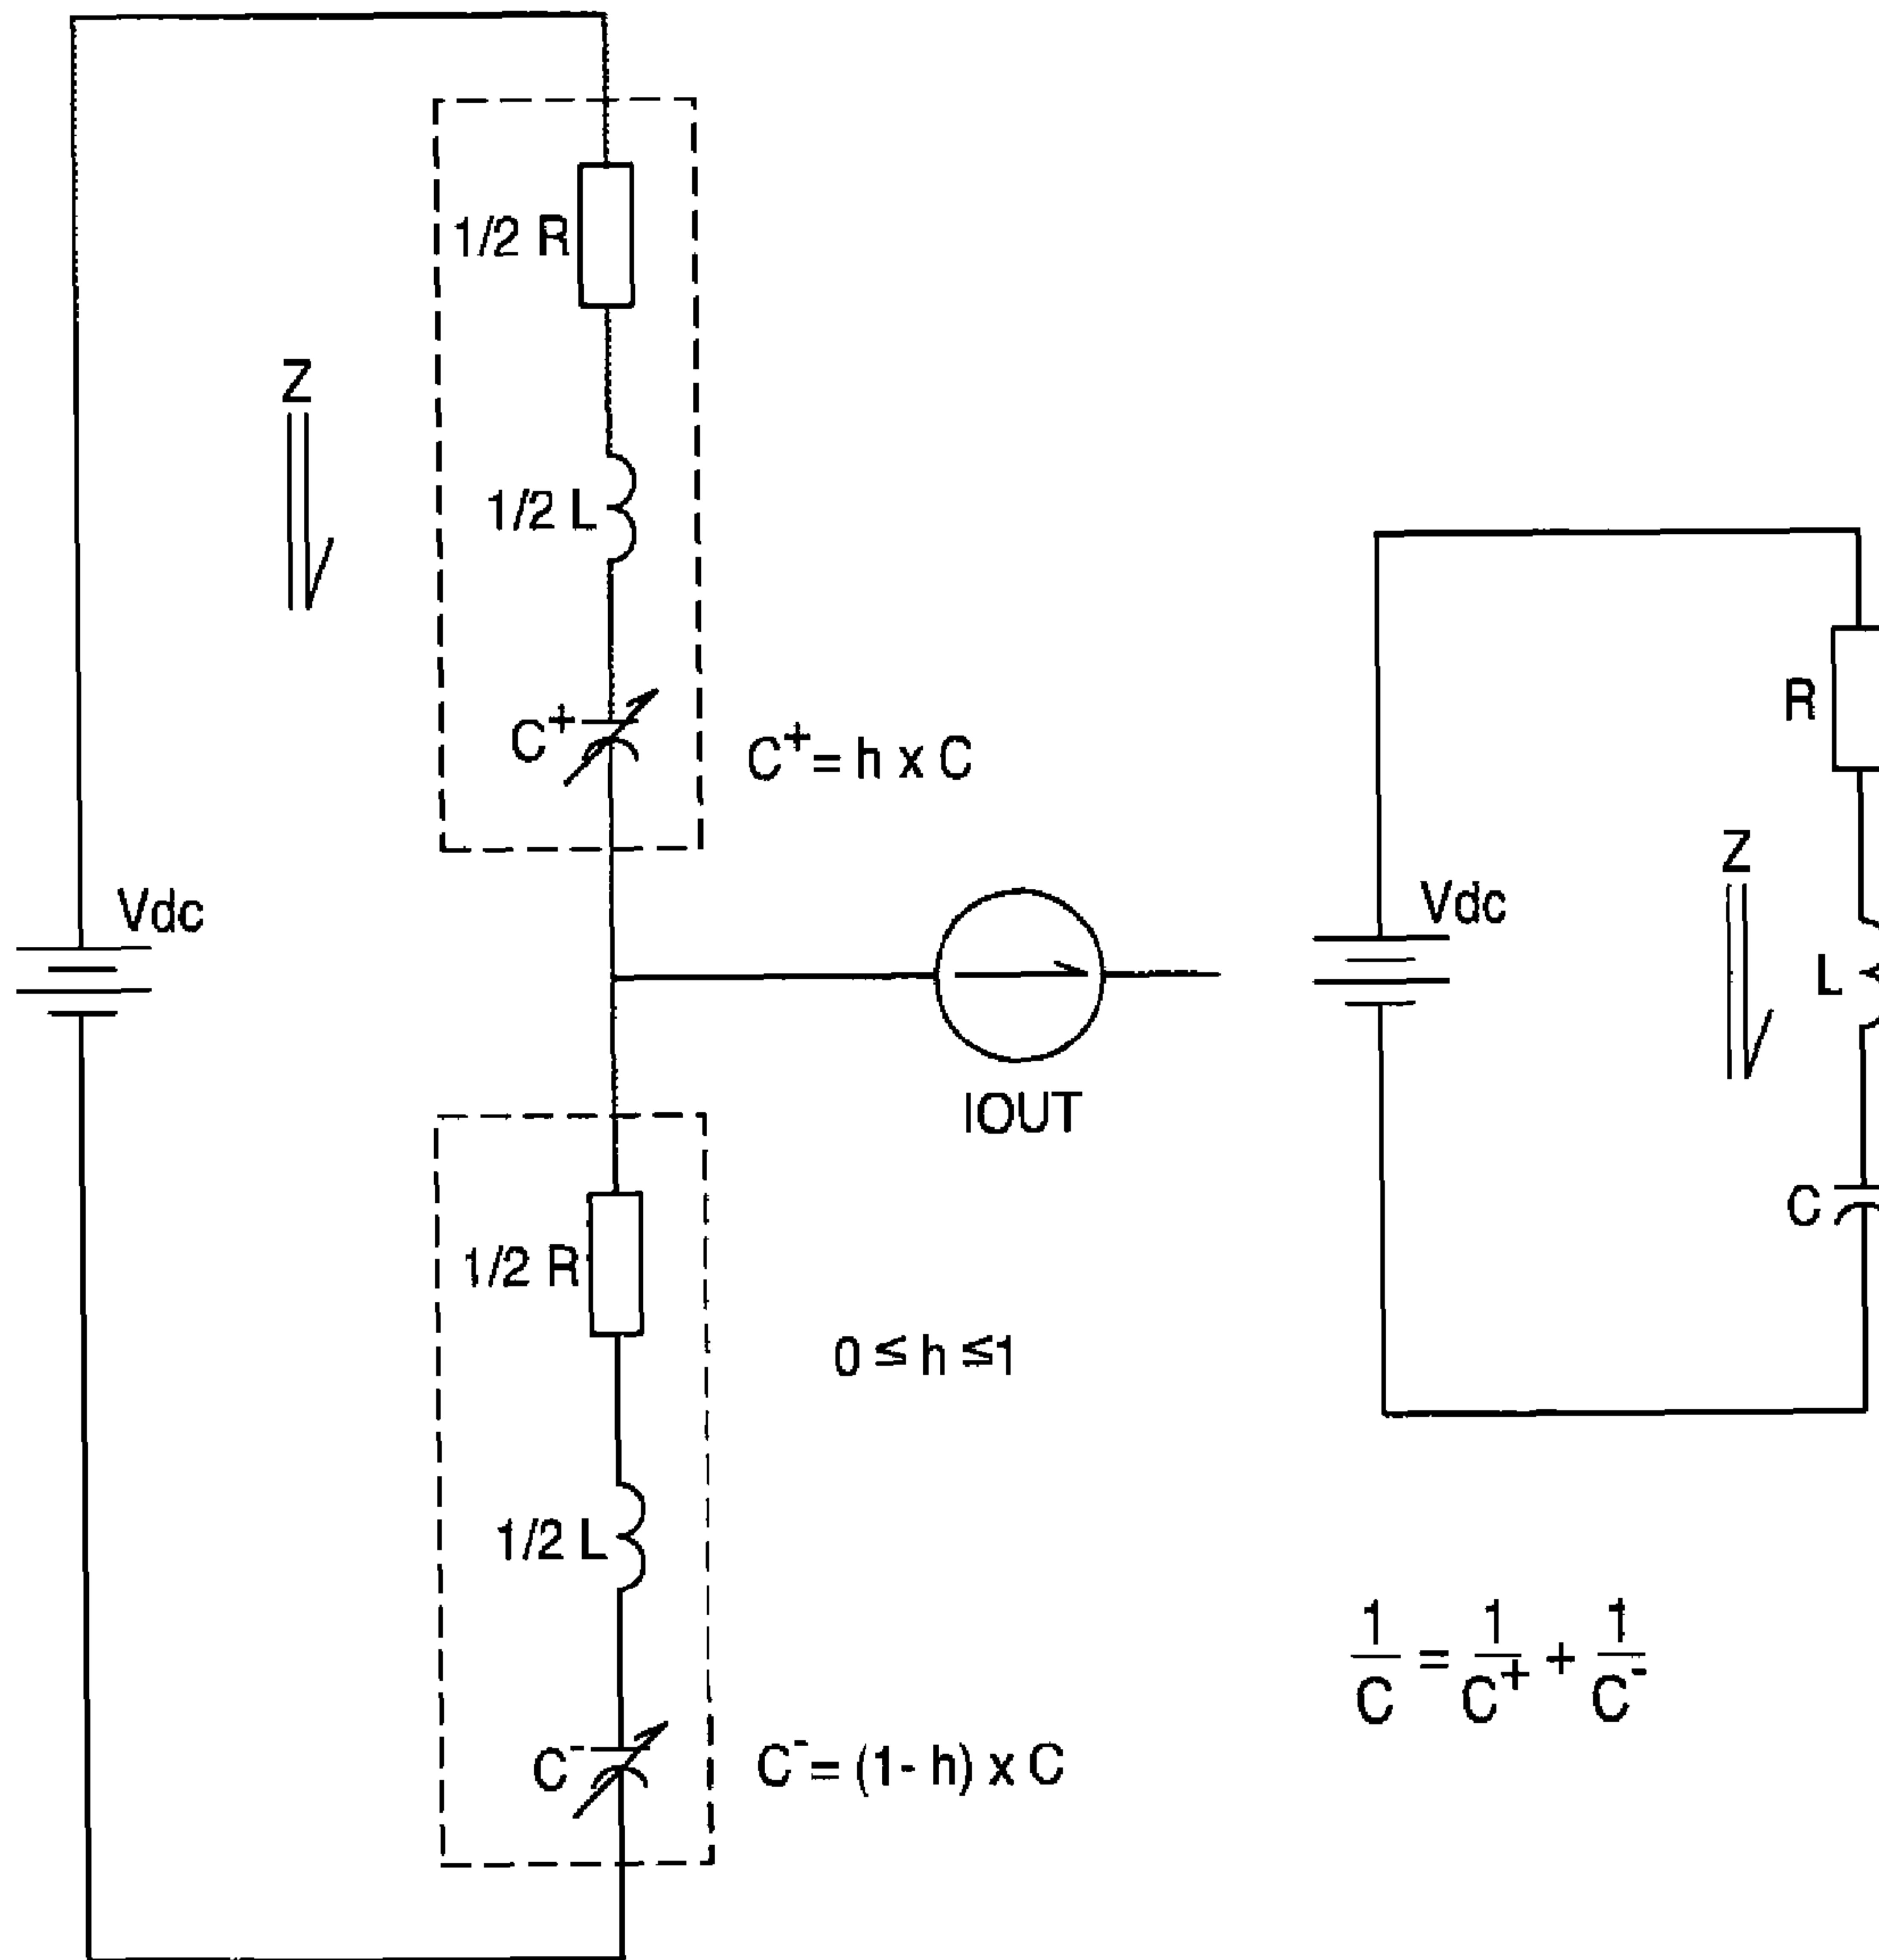 1/2 R
Z
1/2 L
C⁺
C⁺ = h x C
Vdc
IOUT
1/2 R
0 ≤ h ≤1
1/2 L
C⁻
C⁻ = (1- h) x C
R
Z
Vdc
L
C
1/C = 1/C⁺ + 1/C⁻